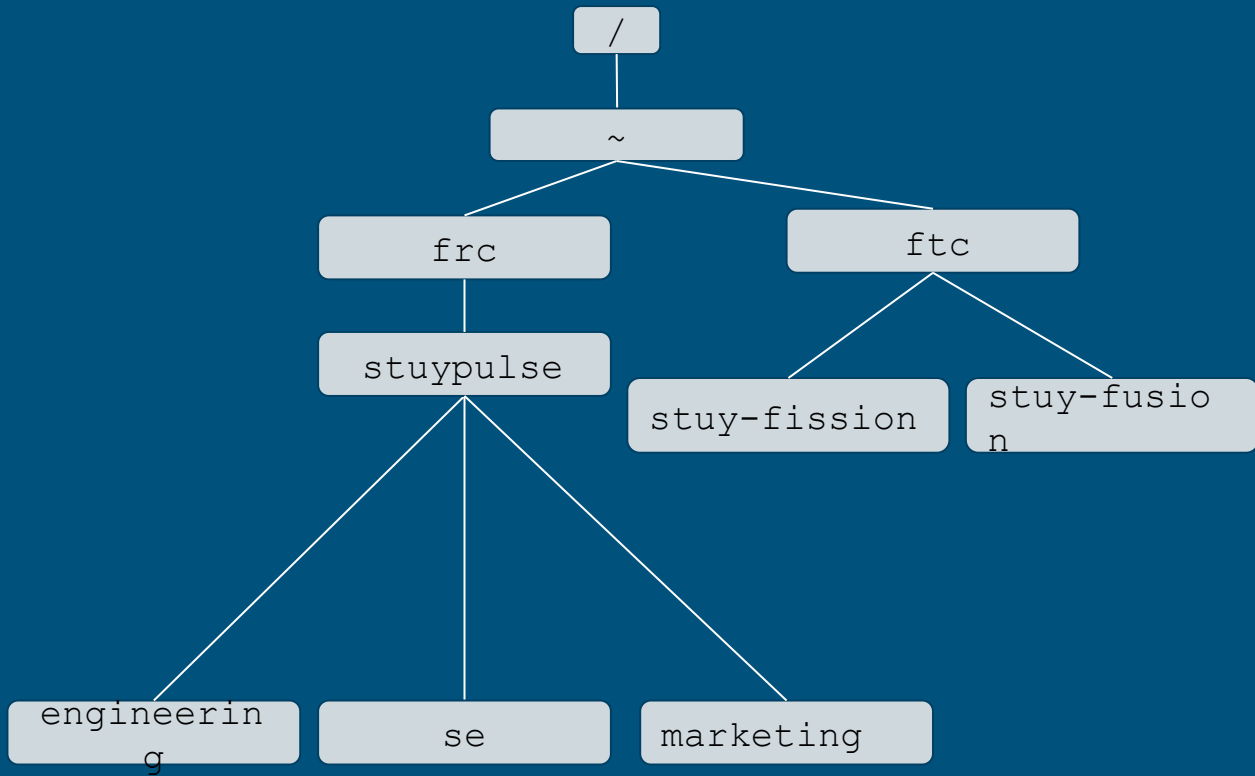 /
~
frc
ftc
stuypulse
stuy-fission
stuy-fusio
n
engineerin
g
se
marketing